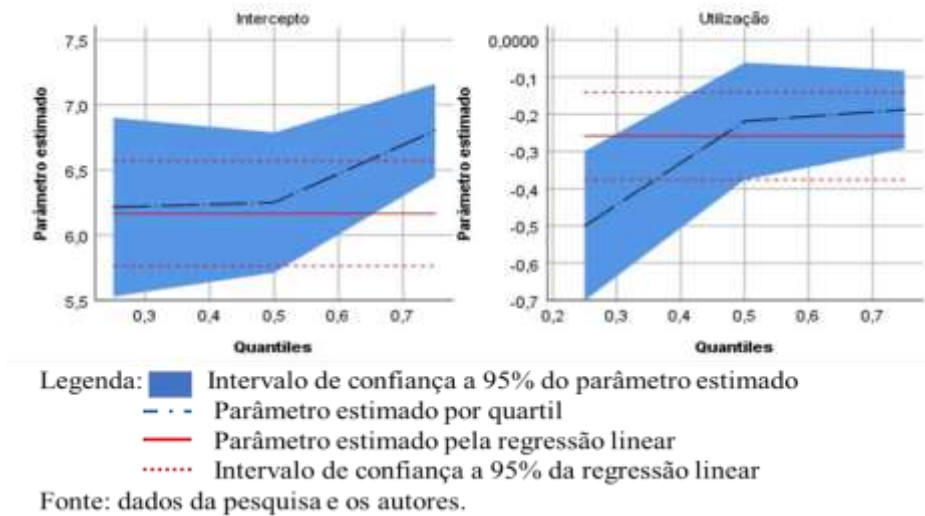 Intercepto
Parâmetro estimado
7,5
7,0
6,5
6,0
5,5
0,3 0,4 0,5 0,6 0,7
Quantiles
Utilização
Parâmetro estimado
0,0000
-0,1
-0,2
-0,3
-0,4
-0,5
-0,6
-0,7
0,2 0,3 0,4 0,5 0,6 0,7
Quantiles
Legenda: Intervalo de confiança a 95% do parâmetro estimado
Parâmetro estimado por quartil
Parâmetro estimado pela regressão linear
Intervalo de confiança a 95% da regressão linear
Fonte: dados da pesquisa e os autores.